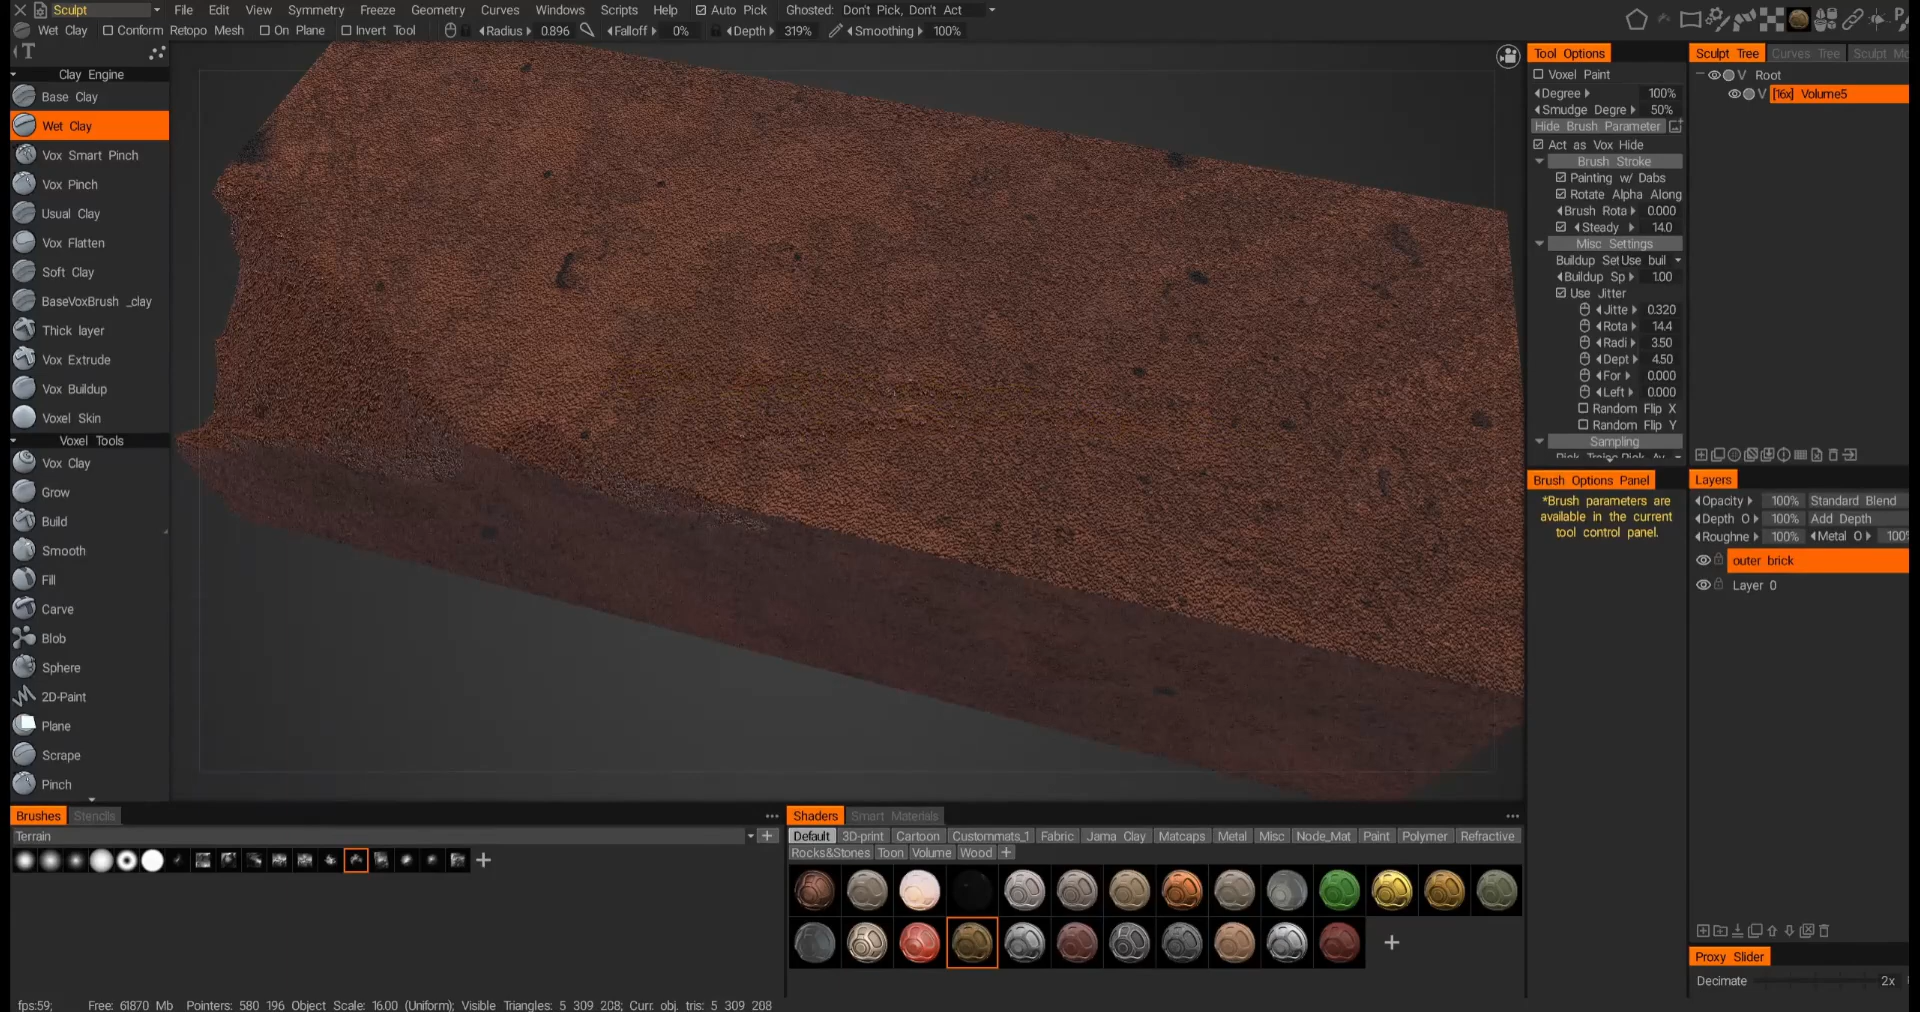 Sculpt File Edit View Symmetry Freeze Geometry Curves Windows Scripts Help Auto Pick Ghosted: Don't Pick, Don't Act
Wet Clay Conform Retopo Mesh On Plane Invert Tool Radius 0.896 Falloff 0% Depth 319% Smoothing 100%
T
Clay Engine
Base Clay
Wet Clay
Vox Smart Pinch
Vox Pinch
Usual Clay
Vox Flatten
Soft Clay
BaseVoxBrush _clay
Thick layer
Vox Extrude
Vox Buildup
Voxel Skin
Voxel Tools
Vox Clay
Grow
Build
Smooth
Fill
Carve
Blob
Sphere
2D-Paint
Plane
Scrape
Pinch
Tool Options
Voxel Paint
Degree 100%
Smudge Degre 50%
Hide Brush Parameter
Act as Vox Hide
Brush Stroke
Painting w/ Dabs
Rotate Alpha Along
Brush Rota 0.000
Steady 14.0
Misc Settings
Buildup Set Use buil
Buildup Sp 1.00
Use Jitter
Jitte 0.320
Rota 14.4
Radi 3.50
Dept 4.50
For 0.000
Left 0.000
Random Flip X
Random Flip Y
Sampling
Brush Options Panel
*Brush parameters are
available in the current
tool control panel.
Sculpt Tree Curves Tree Sculpt Mo
V Root
V [16x] Volume5
Layers
Opacity 100% Standard Blend
Depth O 100% Add Depth
Roughne 100% Metal O 100%
outer brick
Layer 0
Proxy Slider
Decimate 2x
Brushes Stencils
Terrain
Shaders Smart Materials
Default 3D-print Cartoon Custommats_1 Fabric Jama Clay Matcaps Metal Misc Node_Mat Paint Polymer Refractive
Rocks&Stones Toon Volume Wood +
fps:59; Free: 61870 Mb Pointers: 580 196 Object Scale: 16.00 (Uniform); Visible Triangles: 5 309 208; Curr. obj. tris: 5 309 208